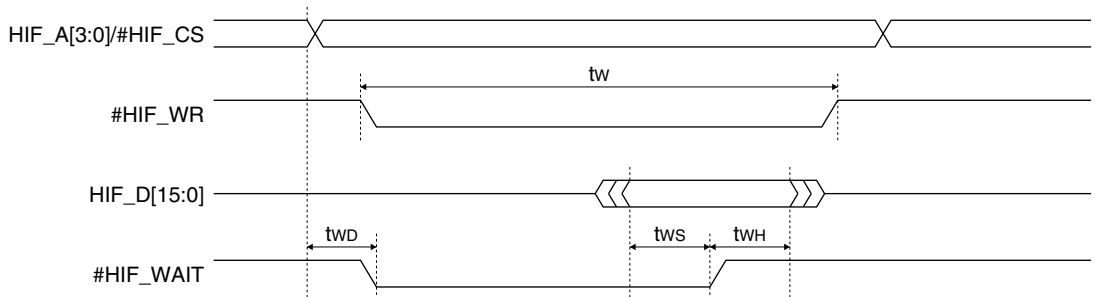 HIF_A[3:0]/#HIF_CS
tW
#HIF_WR
HIF_D[15:0]
tWD
tWS
tWH
#HIF_WAIT